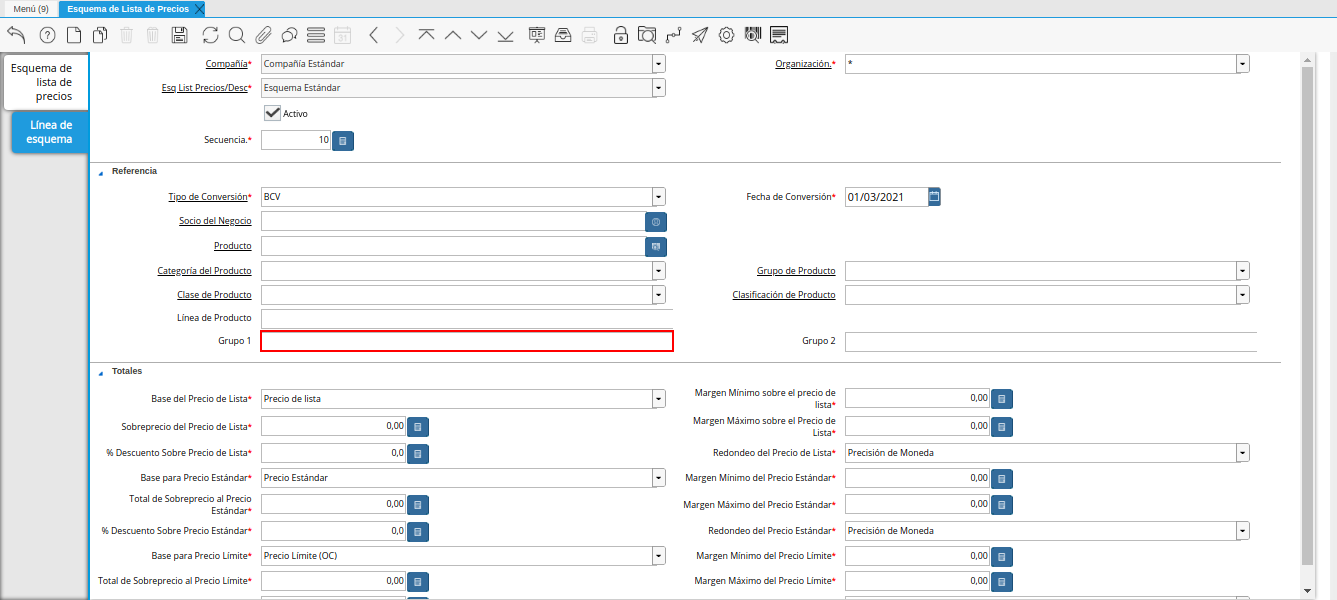 Menú (9)
Esquema de Lista de Precios
31
Esquema de
lista de
precios
Línea de
esquema
Compañía*
Compañía Estándar
Organización.*
*
Esq List Precios/Desc*
Esquema Estándar
Activo
Secuencia.*
10
Referencia
Tipo de Conversión*
BCV
Fecha de Conversión*
01/03/2021
Socio del Negocio
Producto
Categoría del Producto
Grupo de Producto
Clase de Producto
Clasificación de Producto
Línea de Producto
Grupo 1
Grupo 2
Totales
Base del Precio de Lista*
Precio de lista
Margen Mínimo sobre el precio de
lista*
0,00
Sobreprecio del Precio de Lista*
0,00
Margen Máximo sobre el Precio de
Lista*
0,00
% Descuento Sobre Precio de Lista*
0,0
Redondeo del Precio de Lista*
Precisión de Moneda
Base para Precio Estándar*
Precio Estándar
Margen Mínimo del Precio Estándar*
0,00
Total de Sobreprecio al Precio
Estándar*
0,00
Margen Máximo del Precio Estándar*
0,00
% Descuento Sobre Precio Estándar*
0,0
Redondeo del Precio Estándar*
Precisión de Moneda
Base para Precio Límite*
Precio Límite (OC)
Margen Mínimo del Precio Límite*
0,00
Total de Sobreprecio al Precio Límite*
0,00
Margen Máximo del Precio Límite*
0,00